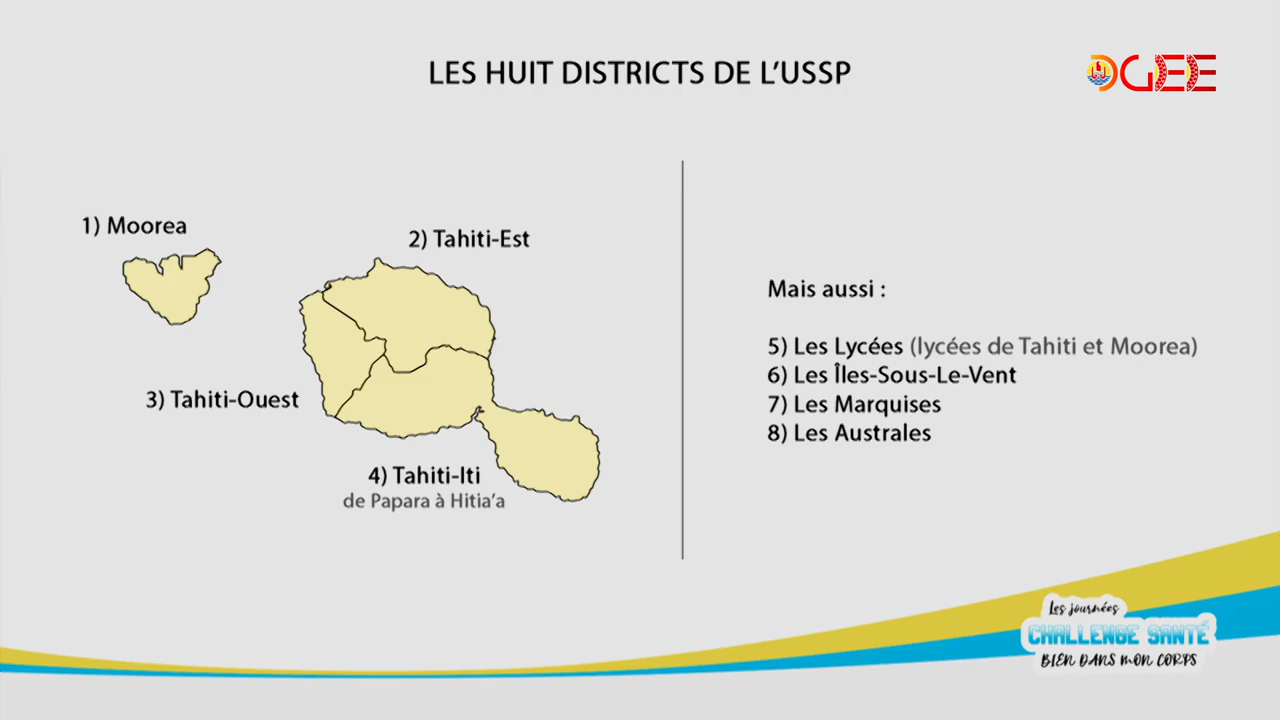 LES HUIT DISTRICTS DE L'USSP
DGEE
1) Moorea
2) Tahiti-Est
3) Tahiti-Ouest
4) Tahiti-Iti
de Papara à Hitia'a
Mais aussi :
5) Les Lycées (lycées de Tahiti et Moorea)
6) Les Îles-Sous-Le-Vent
7) Les Marquises
8) Les Australes
Les journées
CHALLENGE SANTÉ
BIEN DANS MON CORPS